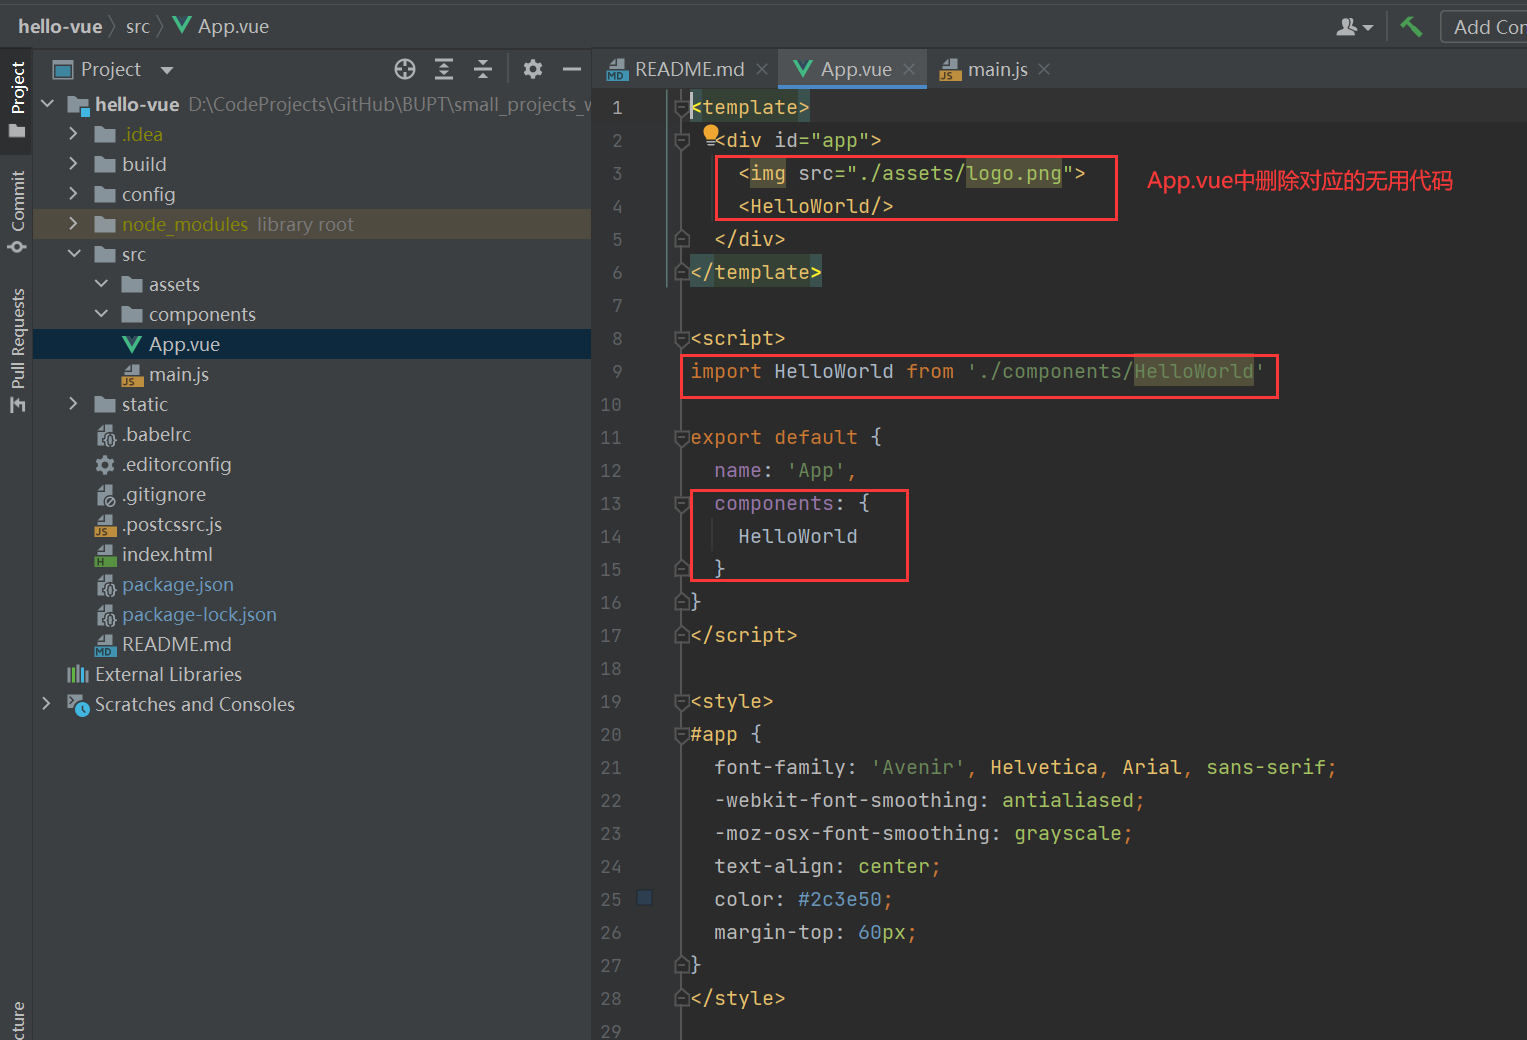 hello-vue src App.vue
Add Con
Project
Commit
Pull Requests
cture
Project
hello-vue D:\CodeProjects\GitHub\BUPT\small_projects_w
.idea
build
config
node_modules library root
src
assets
components
App.vue
main.js
static
.babelrc
.editorconfig
.gitignore
.postcssrc.js
index.html
package.json
package-lock.json
README.md
External Libraries
Scratches and Consoles
README.md App.vue main.js
1 <template>
2 <div id="app">
3 <img src="./assets/logo.png">
App.vue中删除对应的无用代码
4 <HelloWorld/>
5 </div>
6 </template>
7
8 <script>
9 import HelloWorld from './components/HelloWorld'
10
11 export default {
12 name: 'App',
13 components: {
14 HelloWorld
15 }
16 }
17 </script>
18
19 <style>
20 #app {
21 font-family: 'Avenir', Helvetica, Arial, sans-serif;
22 -webkit-font-smoothing: antialiased;
23 -moz-osx-font-smoothing: grayscale;
24 text-align: center;
25 color: #2c3e50;
26 margin-top: 60px;
27 }
28 </style>
29